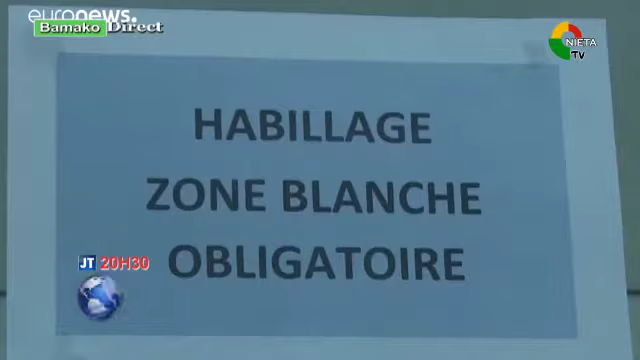 euronews.
Bamako Direct
NIETA
TV
HABILLAGE
ZONE BLANCHE
OBLIGATOIRE
JT 20H30